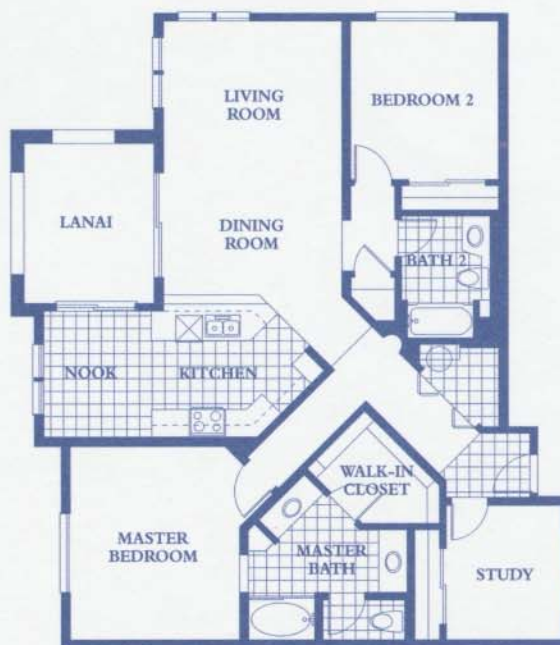 LIVING
ROOM
BEDROOM 2
LANAI
DINING
ROOM
BATH 2
NOOK
KITCHEN
WALK-IN
CLOSET
MASTER
BEDROOM
MASTER
BATH
STUDY